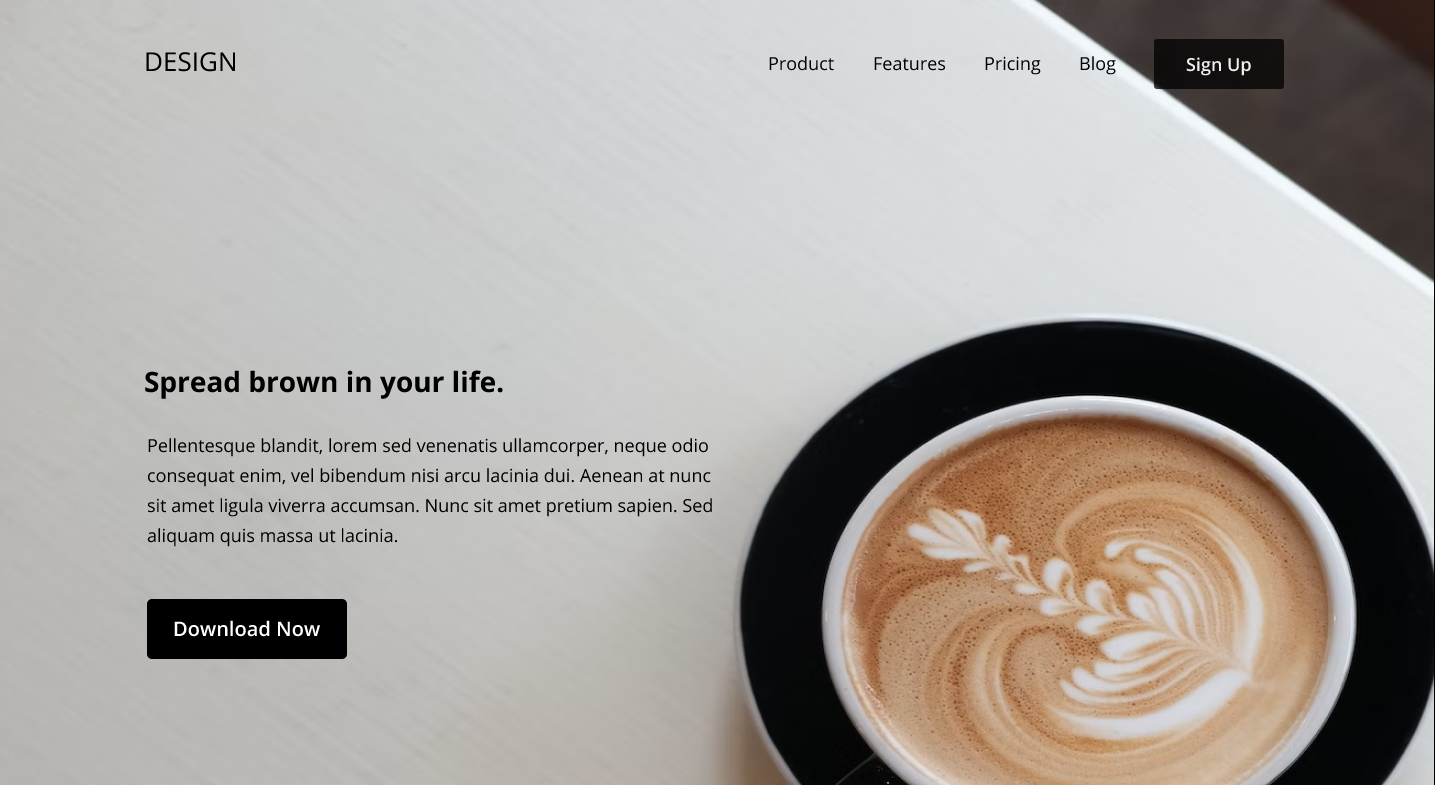 DESIGN
Product
Features
Pricing
Blog
Sign Up
Spread brown in your life.
Pellentesque blandit, lorem sed venenatis ullamcorper, neque odio
consequat enim, vel bibendum nisi arcu lacinia dui. Aenean at nunc
sit amet ligula viverra accumsan. Nunc sit amet pretium sapien. Sed
aliquam quis massa ut lacinia.
Download Now